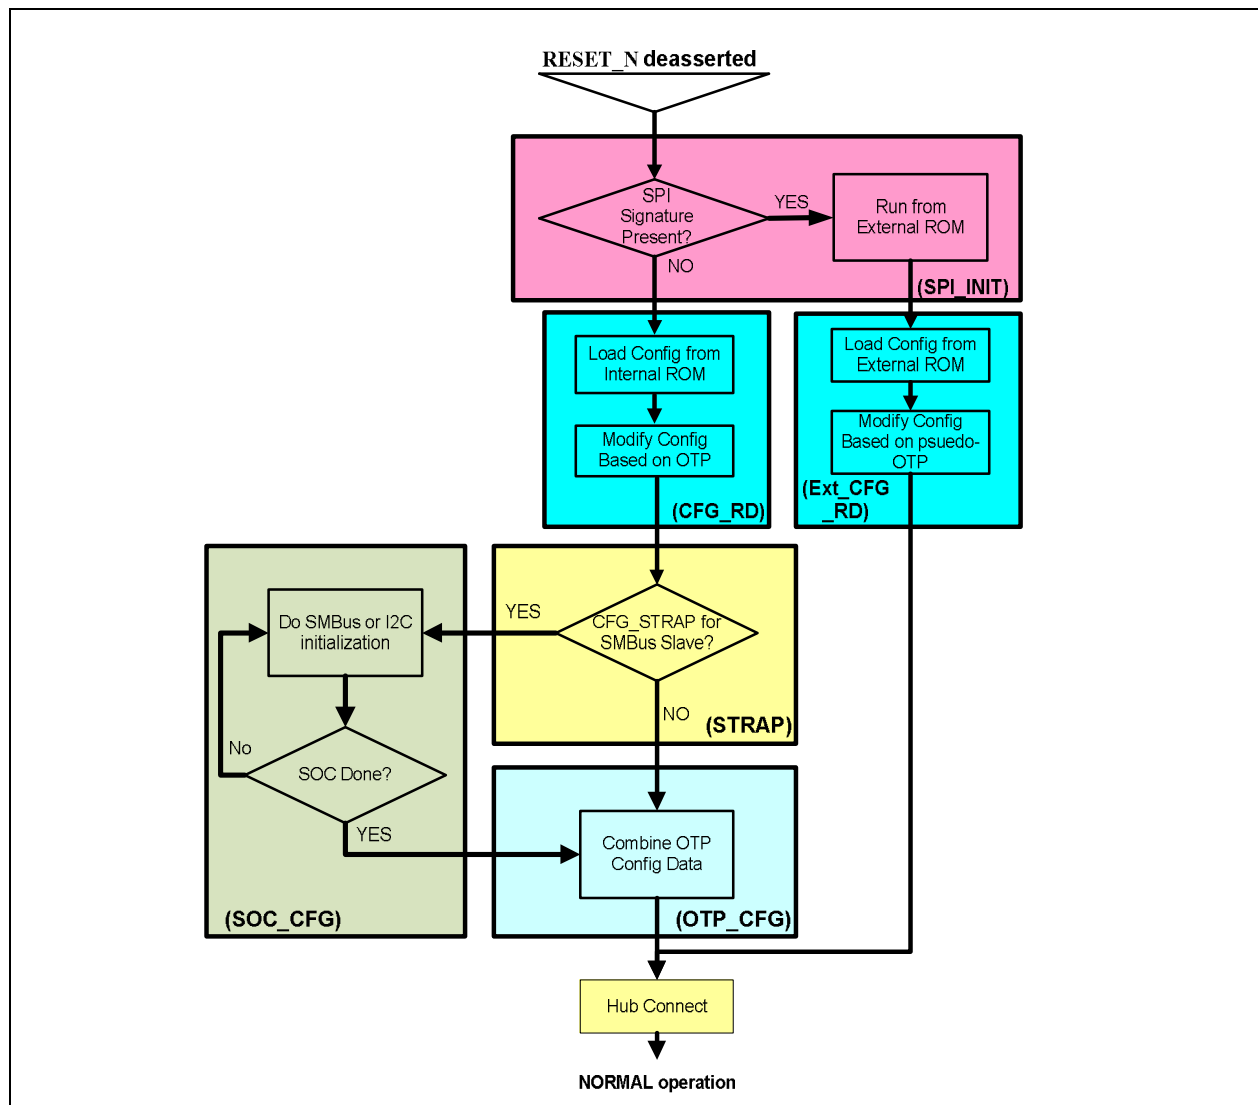 RESET_N deasserted
SPI
Signature
Present?
YES
Run from
External ROM
NO
(SPI_INIT)
Load Config from
Internal ROM
Load Config from
External ROM
Modify Config
Based on OTP
Modify Config
Based on psuedo-
OTP
(CFG_RD)
(Ext_CFG
_RD)
Do SMBus or I2C
initialization
YES
CFG_STRAP for
SMBus Slave?
NO
(STRAP)
No
SOC Done?
YES
Combine OTP
Config Data
(SOC_CFG)
(OTP_CFG)
Hub Connect
NORMAL operation